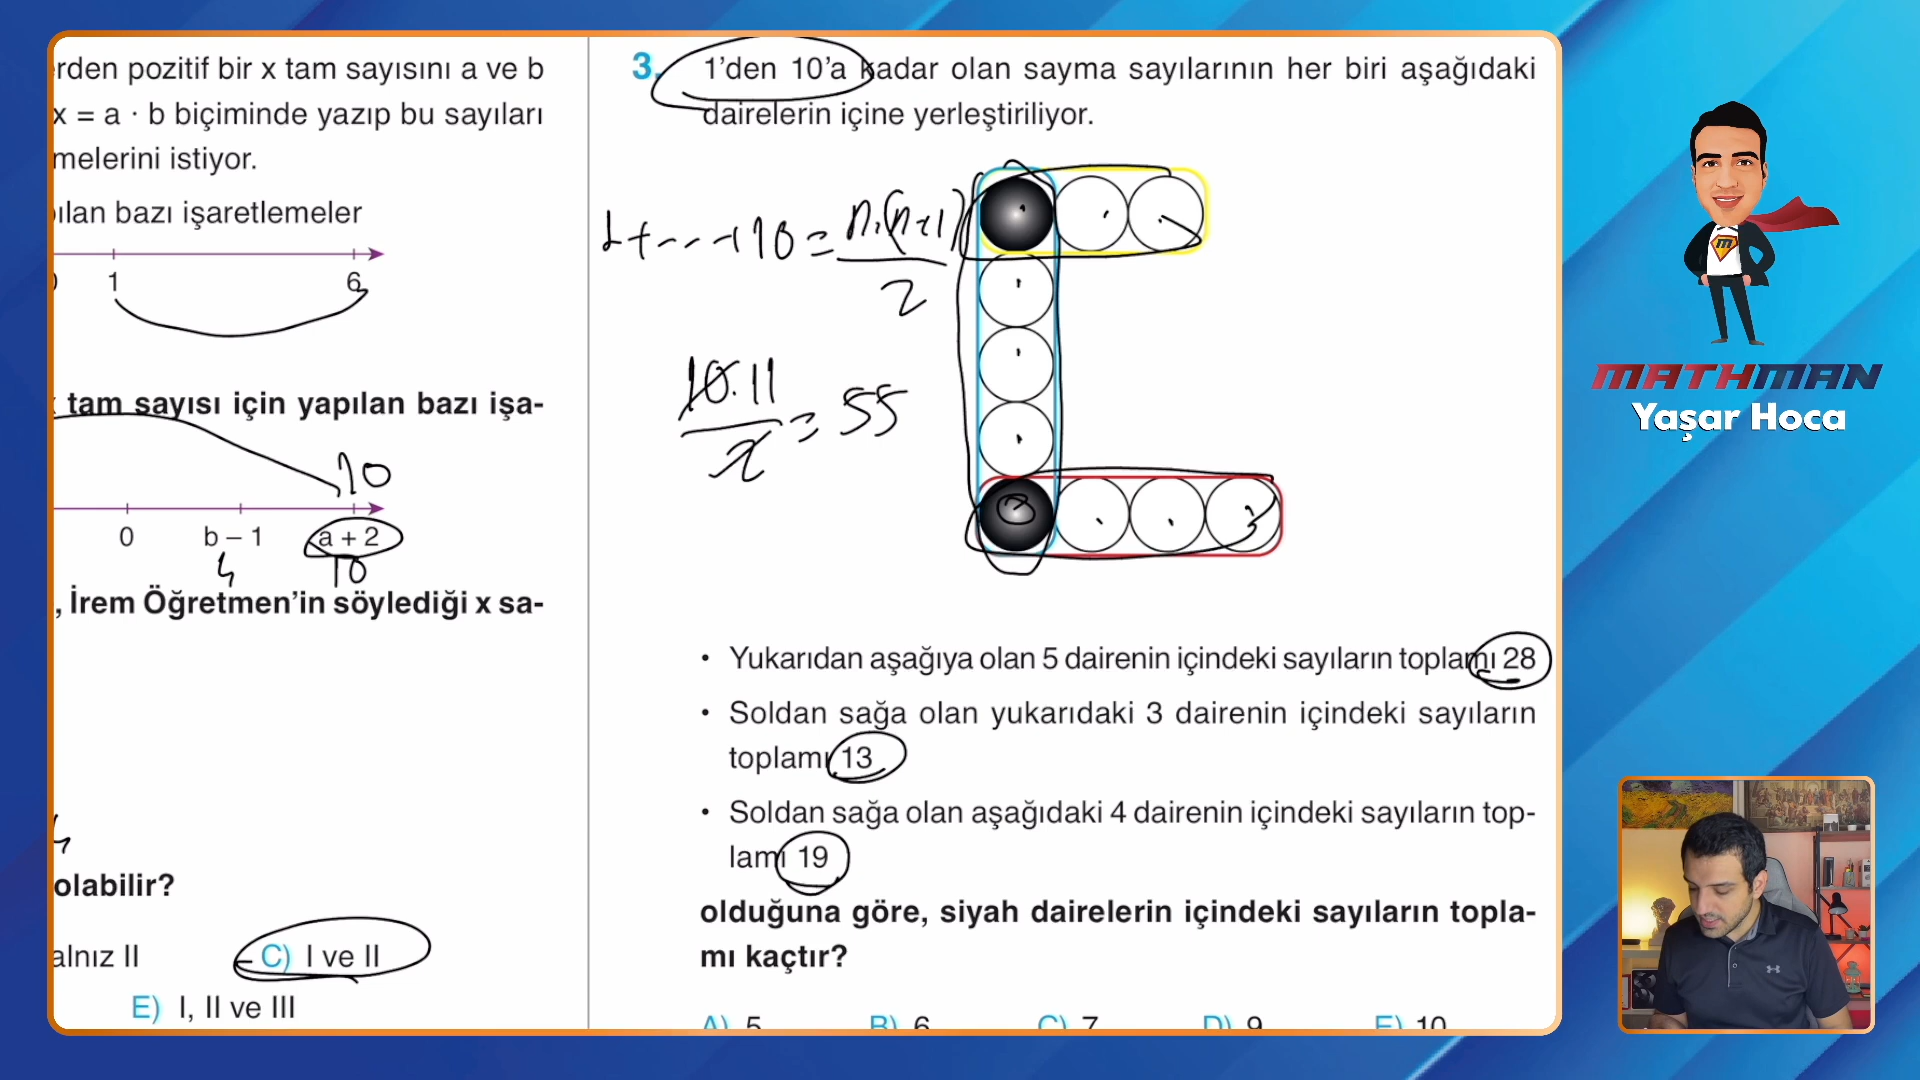 rden pozitif bir x tam sayısını a ve b
x = a · b biçiminde yazıp bu sayıları
melerini istiyor.
ılan bazı işaretlemeler
1 6
tam sayısı için yapılan bazı işa-
10
0 b – 1 a + 2
4 10
, İrem Öğretmen'in söylediği x sa-
olabilir?
alnız II C) I ve II
E) I, II ve III
3. 1'den 10'a kadar olan sayma sayılarının her biri aşağıdaki
dairelerin içine yerleştiriliyor.
1+---+10 = n.(n+1)
2
10.11
2 = 55
• Yukarıdan aşağıya olan 5 dairenin içindeki sayıların toplamı 28
• Soldan sağa olan yukarıdaki 3 dairenin içindeki sayıların
toplamı 13
• Soldan sağa olan aşağıdaki 4 dairenin içindeki sayıların top-
lamı 19
olduğuna göre, siyah dairelerin içindeki sayıların topla-
mı kaçtır?
A) 5 B) 6 C) 7 D) 9 E) 10
MATHMAN
Yaşar Hoca